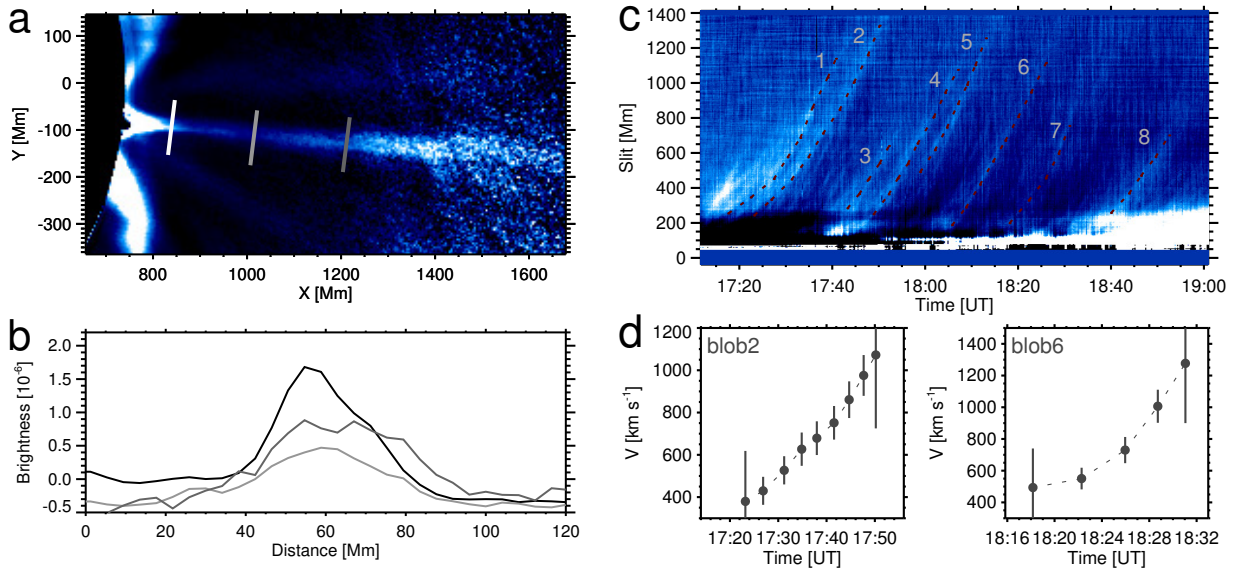 a
100
0
-100
-200
-300
Y [Mm]
800 1000 1200 1400 1600
X [Mm]
b
2.0
1.5
1.0
0.5
0.0
-0.5
Brightness [10⁻⁶]
0 20 40 60 80 100 120
Distance [Mm]
c
1400
1200
1000
800
600
400
200
0
Slit [Mm]
1 2 3 4 5 6 7 8
17:20 17:40 18:00 18:20 18:40 19:00
Time [UT]
d
blob2
1200
1000
800
600
400
V [km s⁻¹]
17:20 17:30 17:40 17:50
Time [UT]
blob6
1400
1200
1000
800
600
400
V [km s⁻¹]
18:16 18:20 18:24 18:28 18:32
Time [UT]